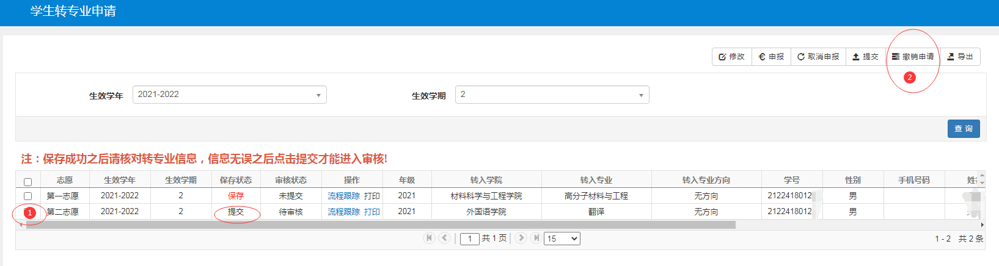 学生转专业申请
修改 申报 取消申报 提交 撤销申请 导出
2
生效学年 2021-2022 生效学期 2
查 询
注：保存成功之后请核对转专业信息，信息无误之后点击提交才能进入审核!
志愿 生效学年 生效学期 保存状态 审核状态 操作 年级 转入学院 转入专业 转入专业方向 学号 性别 手机号码
第一志愿 2021-2022 2 保存 未提交 流程跟踪 打印 2021 材料科学与工程学院 高分子材料与工程 无方向 2122418012 男
1 第二志愿 2021-2022 2 提交 待审核 流程跟踪 打印 2021 外国语学院 翻译 无方向 2122418012 男
1 共 1 页 15 1 - 2 共 2 条